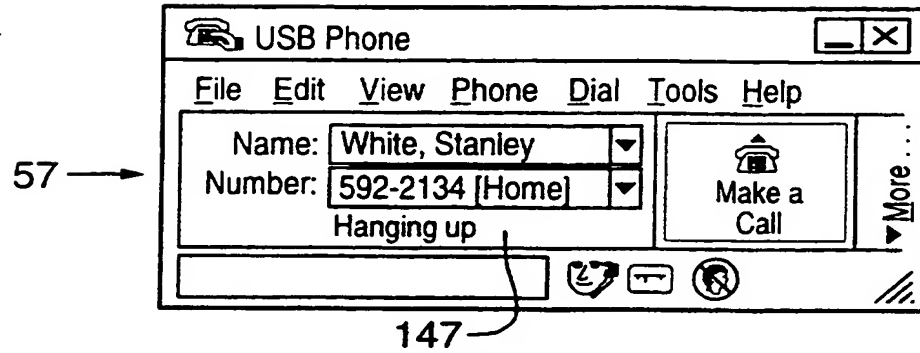 USB Phone
File Edit View Phone Dial Tools Help
Name: White, Stanley
Number: 592-2134 [Home]
Hanging up
Make a
Call
More...
57
147